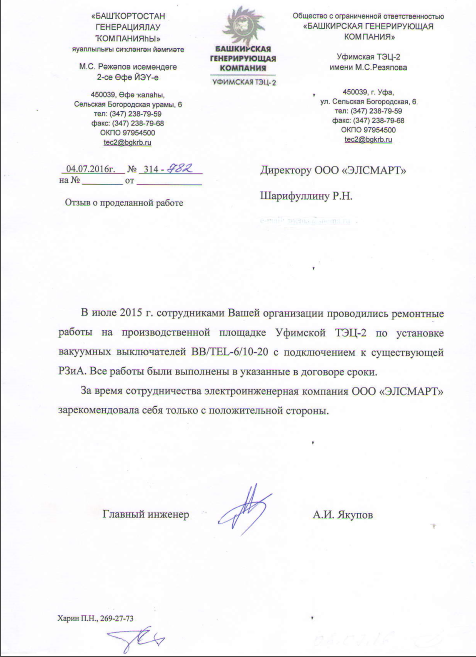 «БАШҠОРТОСТАН
ГЕНЕРАЦИЯЛАУ
КОМПАНИЯҺЫ»
яуаплылығы сикләнгән йәмғиәте
М.С. Рәжәпов исемендәге
2-се Өфө ЙЭҮ-е
450039, Өфө ҡалаһы,
Сельская Богородская урамы, 6
тел: (347) 238-79-59
факс: (347) 238-79-68
ОКПО 97954500
tec2@bgkrb.ru
БАШКИРСКАЯ
ГЕНЕРИРУЮЩАЯ
КОМПАНИЯ
УФИМСКАЯ ТЭЦ-2
Общество с ограниченной ответственностью
«БАШКИРСКАЯ ГЕНЕРИРУЮЩАЯ
КОМПАНИЯ»
Уфимская ТЭЦ-2
имени М.С.Резяпова
450039, г. Уфа,
ул. Сельская Богородская, 6
тел: (347) 238-79-59
факс: (347) 238-79-68
ОКПО 97954500
tec2@bgkrb.ru
04.07.2016г. № 314 - 782
на № от
Отзыв о проделанной работе
Директору ООО «ЭЛСМАРТ»
Шарифуллину Р.Н.
В июле 2015 г. сотрудниками Вашей организации проводились ремонтные
работы на производственной площадке Уфимской ТЭЦ-2 по установке
вакуумных выключателей BB/TEL-6/10-20 с подключением к существующей
РЗиА. Все работы были выполнены в указанные в договоре сроки.
За время сотрудничества электроинженерная компания ООО «ЭЛСМАРТ»
зарекомендовала себя только с положительной стороны.
Главный инженер А.И. Якупов
Харин П.Н., 269-27-73